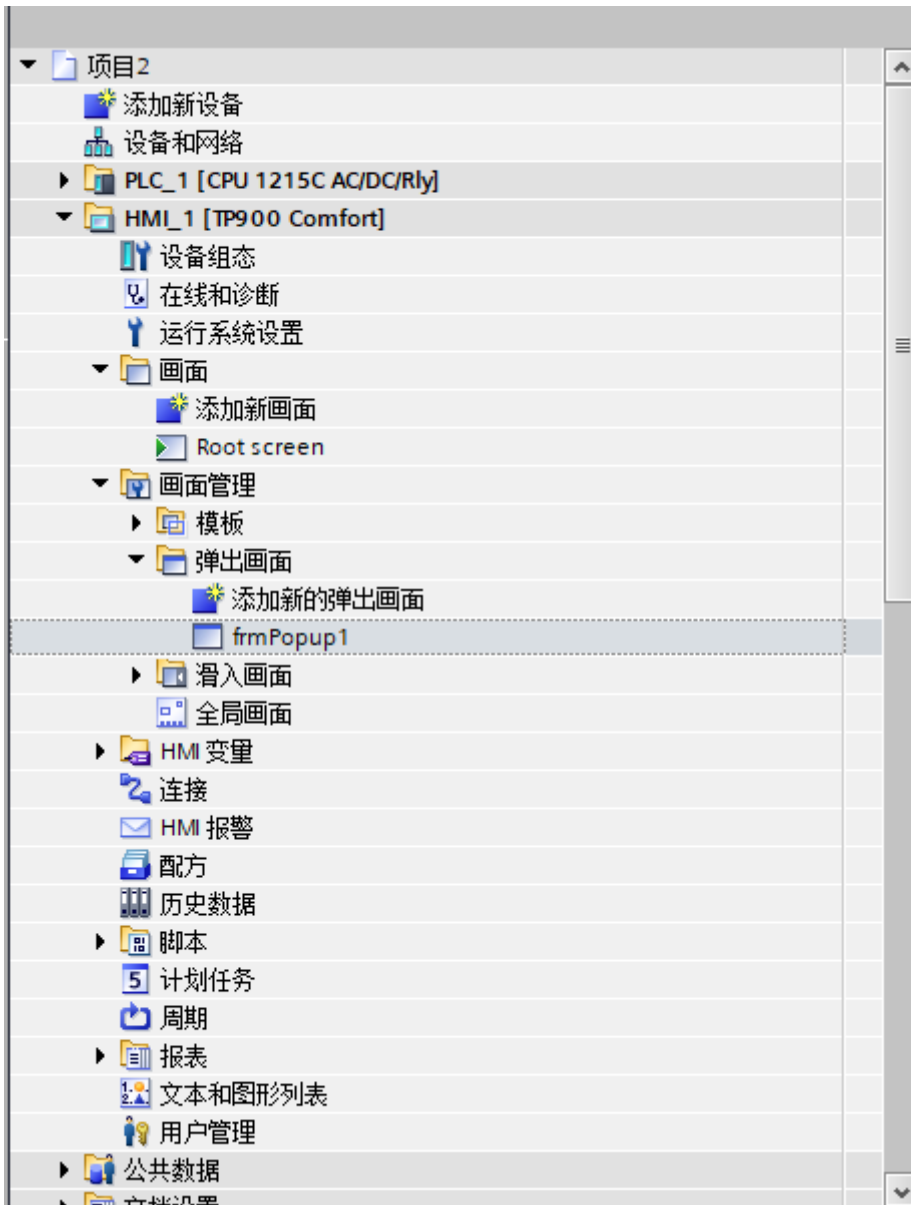 项目2
添加新设备
设备和网络
PLC_1 [CPU 1215C AC/DC/Rly]
HMI_1 [TP900 Comfort]
设备组态
在线和诊断
运行系统设置
画面
添加新画面
Root screen
画面管理
模板
弹出画面
添加新的弹出画面
frmPopup1
滑入画面
全局画面
HMI 变量
连接
HMI 报警
配方
历史数据
脚本
计划任务
周期
报表
文本和图形列表
用户管理
公共数据
文档设置